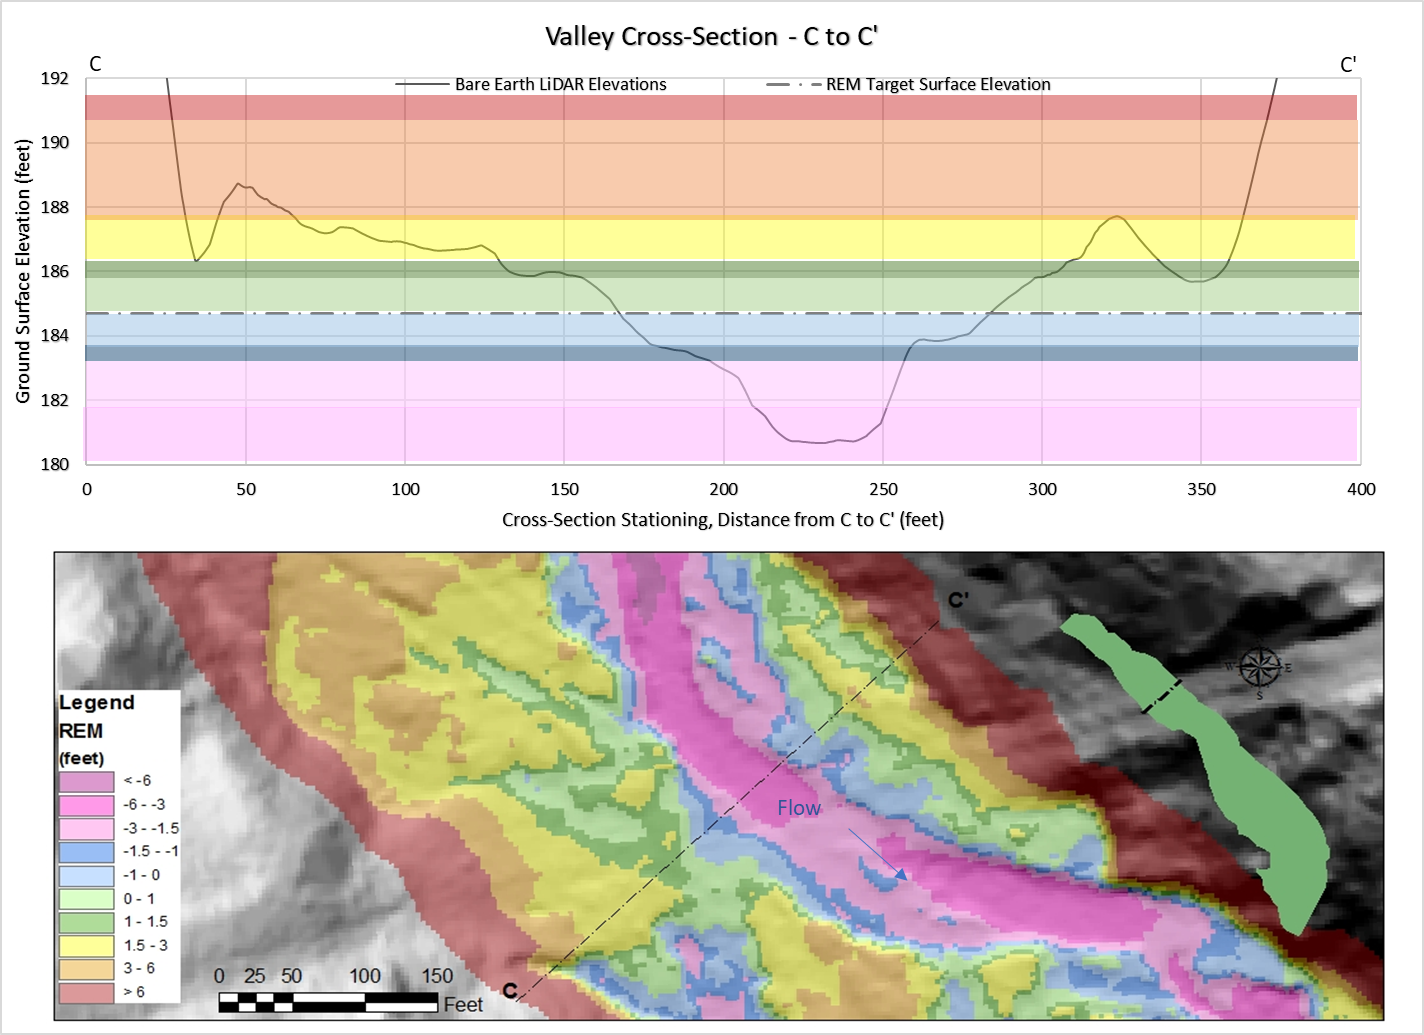 Valley Cross-Section - C to C'
C
C'
Bare Earth LiDAR Elevations
REM Target Surface Elevation
Ground Surface Elevation (feet)
192
190
188
186
184
182
180
0 50 100 150 200 250 300 350 400
Cross-Section Stationing, Distance from C to C' (feet)
C'
W
E
S
Flow
Legend
REM
(feet)
< -6
-6 - -3
-3 - -1.5
-1.5 - -1
-1 - 0
0 - 1
1 - 1.5
1.5 - 3
3 - 6
> 6
0 25 50 100 150
Feet
C